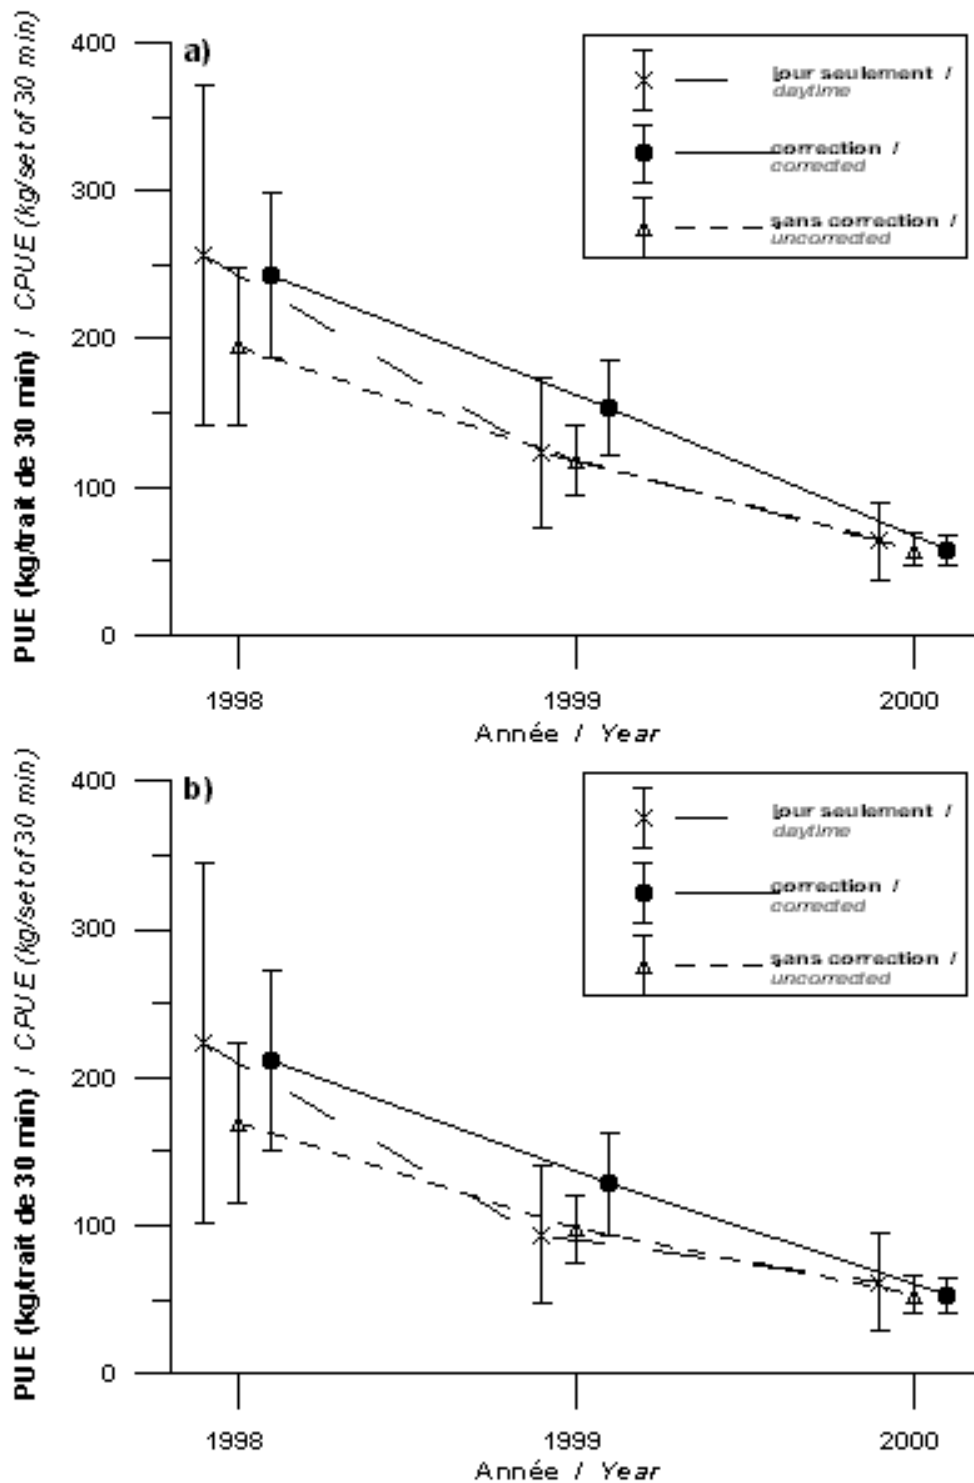 a)
PUE (kg/trait de 30 min) / CPUE (kg/set of 30 min)
400
300
200
100
0
jour seulement /
daytime
correction /
corrected
sans correction /
uncorrected
1998 1999 2000
Année / Year
b)
PUE (kg/trait de 30 min) / CPUE (kg/set of 30 min)
400
300
200
100
0
jour seulement /
daytime
correction /
corrected
sans correction /
uncorrected
1998 1999 2000
Année / Year